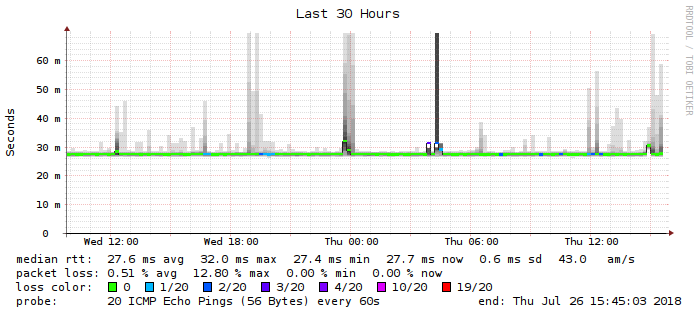 Last 30 Hours
RRDTOOL / TOBI OETIKER
Seconds
60 m
50 m
40 m
30 m
20 m
10 m
0
Wed 12:00 Wed 18:00 Thu 00:00 Thu 06:00 Thu 12:00
median rtt: 27.6 ms avg 32.0 ms max 27.4 ms min 27.7 ms now 0.6 ms sd 43.0 am/s
packet loss: 0.51 % avg 12.80 % max 0.00 % min 0.00 % now
loss color: 0 1/20 2/20 3/20 4/20 10/20 19/20
probe: 20 ICMP Echo Pings (56 Bytes) every 60s end: Thu Jul 26 15:45:03 2018